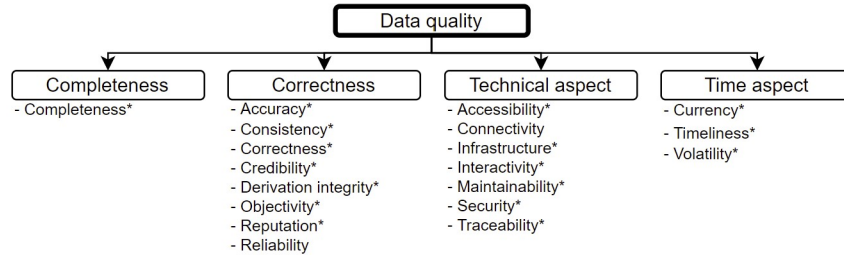 Data quality
Completeness
- Completeness*
Correctness
- Accuracy*
- Consistency*
- Correctness*
- Credibility*
- Derivation integrity*
- Objectivity*
- Reputation*
- Reliability
Technical aspect
- Accessibility*
- Connectivity
- Infrastructure*
- Interactivity*
- Maintainability*
- Security*
- Traceability*
Time aspect
- Currency*
- Timeliness*
- Volatility*